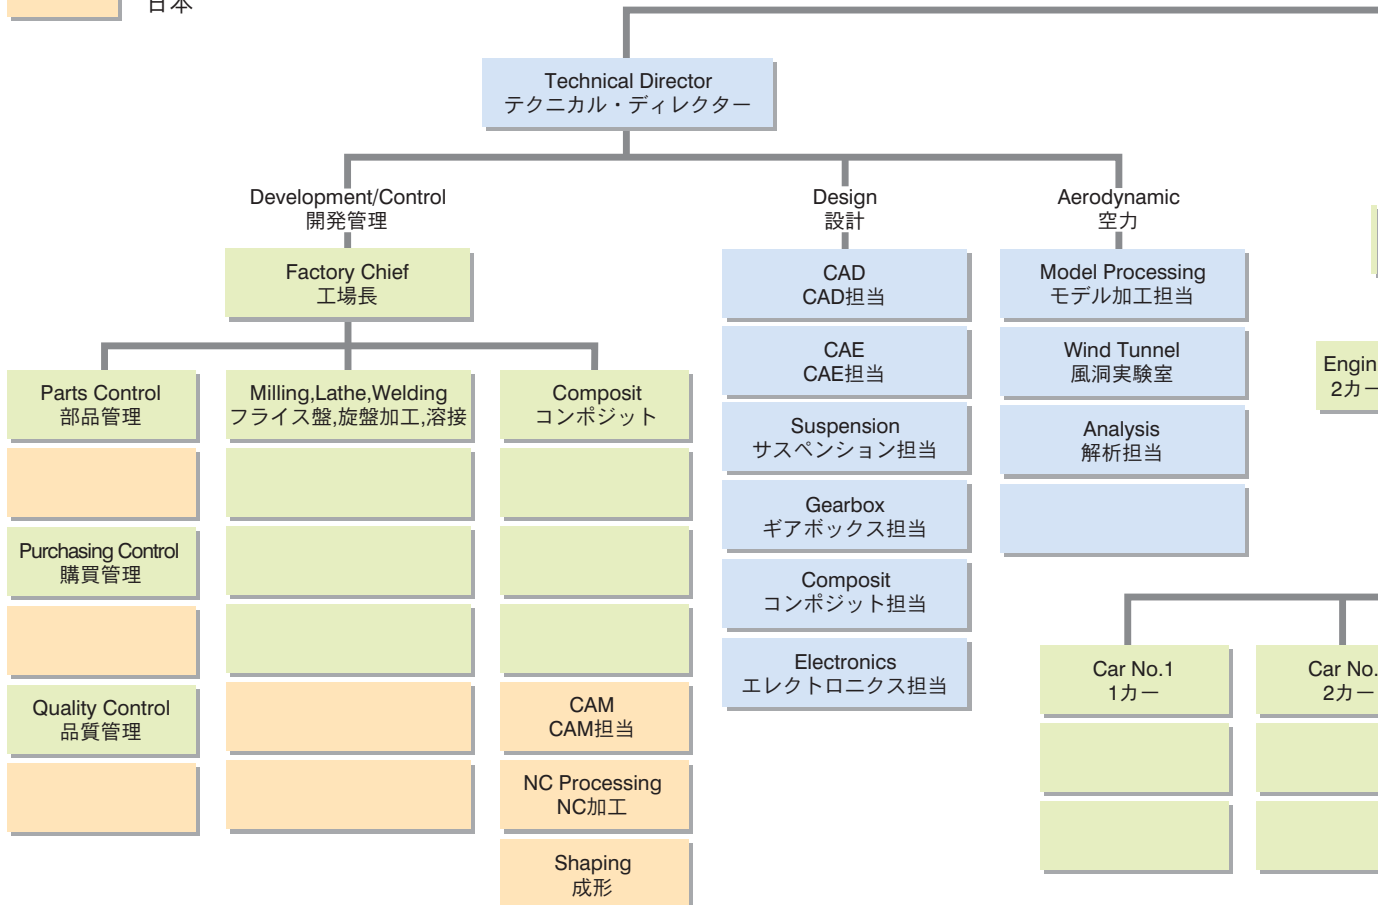 日本
Technical Director
テクニカル・ディレクター
Development/Control
開発管理
Design
設計
Aerodynamic
空力
Factory Chief
工場長
CAD
CAD担当
Model Processing
モデル加工担当
CAE
CAE担当
Wind Tunnel
風洞実験室
Engin
2カー
Parts Control
部品管理
Milling,Lathe,Welding
フライス盤,旋盤加工,溶接
Composit
コンポジット
Suspension
サスペンション担当
Analysis
解析担当
Gearbox
ギアボックス担当
Purchasing Control
購買管理
Composit
コンポジット担当
Electronics
エレクトロニクス担当
Car No.1
1カー
Car No.
2カー
Quality Control
品質管理
CAM
CAM担当
NC Processing
NC加工
Shaping
成形